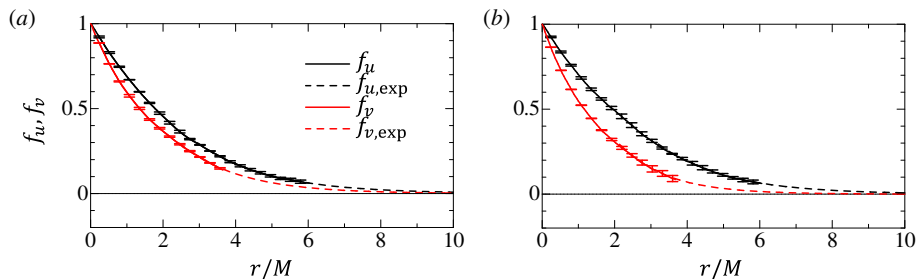 (a)
1
0.5
0
f_u, f_v
f_u
f_u,exp
f_v
f_v,exp
0 2 4 6 8 10
r/M
(b)
1
0.5
0
0 2 4 6 8 10
r/M